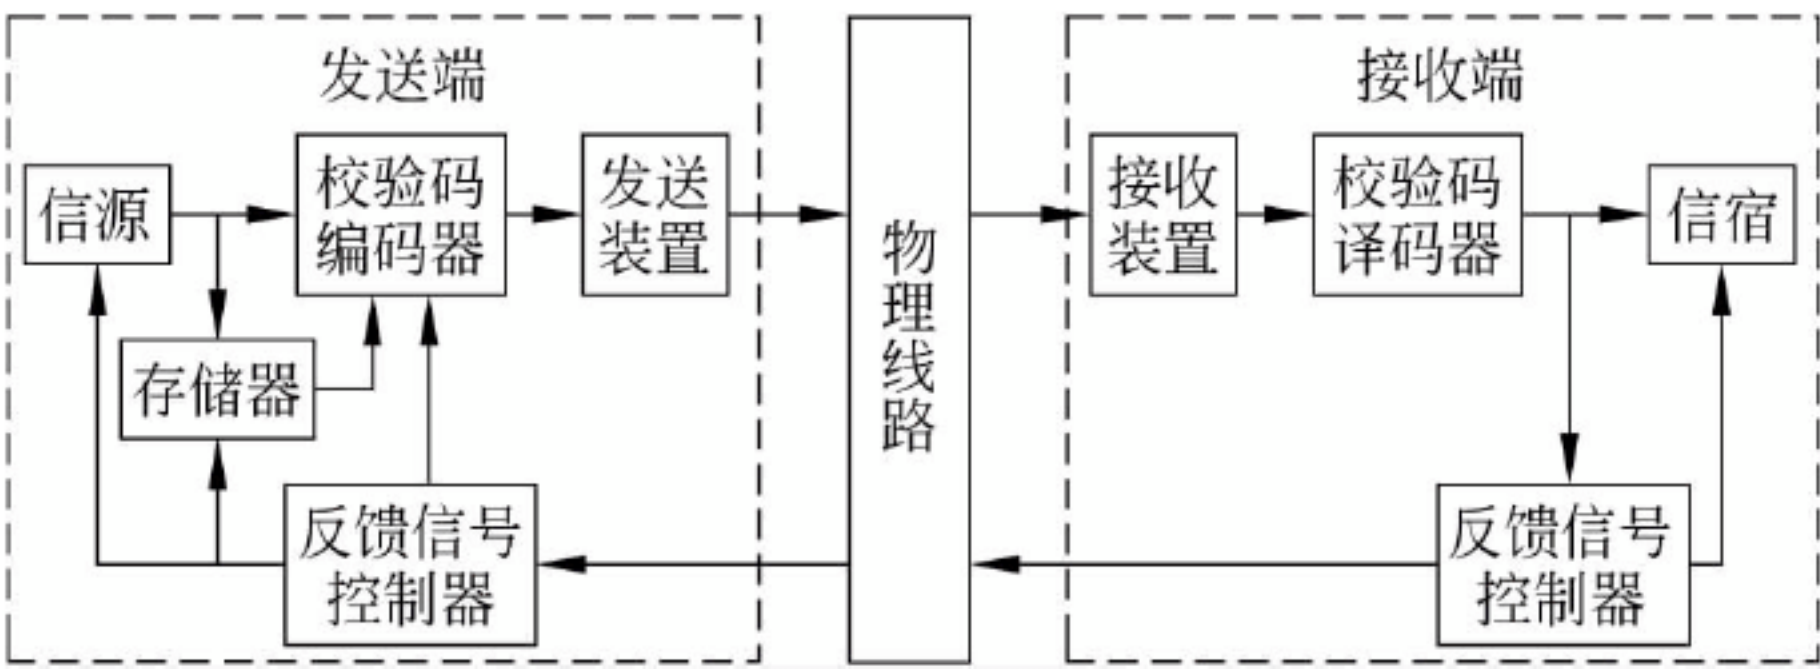 发送端
接收端
信源
校验码
编码器
发送
装置
物理线路
接收
装置
校验码
译码器
信宿
存储器
反馈信号
控制器
反馈信号
控制器